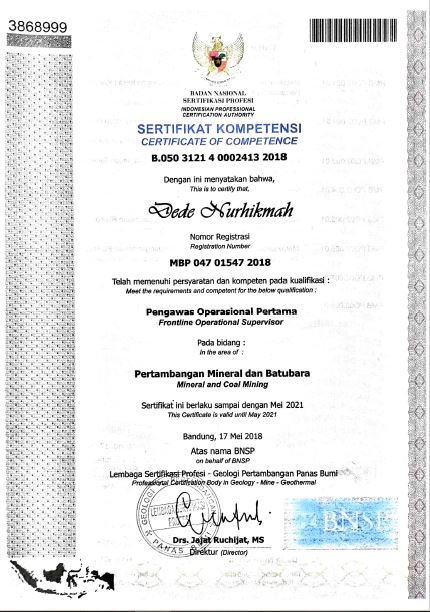 3868999
BADAN NASIONAL
SERTIFIKASI PROFESI
INDONESIAN PROFESSIONAL
CERTIFICATION AUTHORITY
SERTIFIKAT KOMPETENSI
CERTIFICATE OF COMPETENCE
B.050 3121 4 0002413 2018
Dengan ini menyatakan bahwa,
This is to certify that,
Dede Nurhikmah
Nomor Registrasi
Registration Number
MBP 047 01547 2018
Telah memenuhi persyaratan dan kompeten pada kualifikasi :
Meet the requirements and competent for the below qualification :
Pengawas Operasional Pertama
Frontline Operational Supervisor
Pada bidang :
In the area of :
Pertambangan Mineral dan Batubara
Mineral and Coal Mining
Sertifikat ini berlaku sampai dengan Mei 2021
This Certificate is valid until May 2021
Bandung, 17 Mei 2018
Atas nama BNSP
on behalf of BNSP
Lembaga Sertifikasi Profesi - Geologi Pertambangan Panas Bumi
Professional Certification Body in Geology - Mine - Geothermal
BNSP
Drs. Jajat Ruchijat, MS
Direktur (Director)